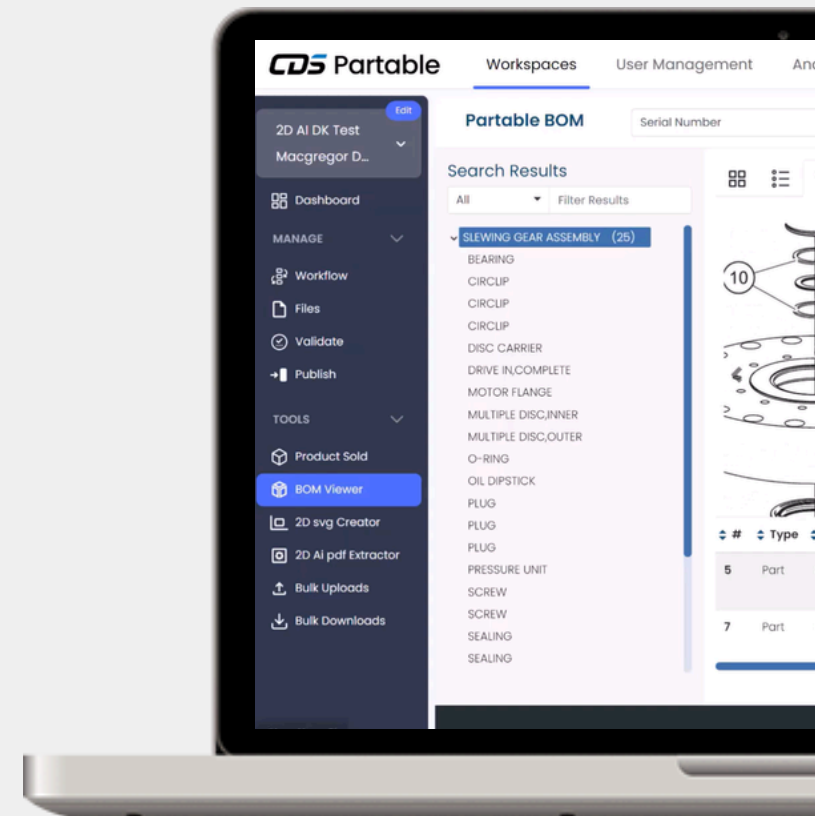 CDS Partable
Workspaces
User Management
An
Edit
2D AI DK Test
Macgregor D...
Dashboard
MANAGE
Workflow
Files
Validate
Publish
TOOLS
Product Sold
BOM Viewer
2D svg Creator
2D Ai pdf Extractor
Bulk Uploads
Bulk Downloads
Partable BOM
Serial Number
Search Results
All
Filter Results
SLEWING GEAR ASSEMBLY (25)
BEARING
CIRCLIP
CIRCLIP
CIRCLIP
DISC CARRIER
DRIVE IN,COMPLETE
MOTOR FLANGE
MULTIPLE DISC,INNER
MULTIPLE DISC,OUTER
O-RING
OIL DIPSTICK
PLUG
PLUG
PLUG
PRESSURE UNIT
SCREW
SCREW
SEALING
SEALING
10
# Type
5 Part
7 Part